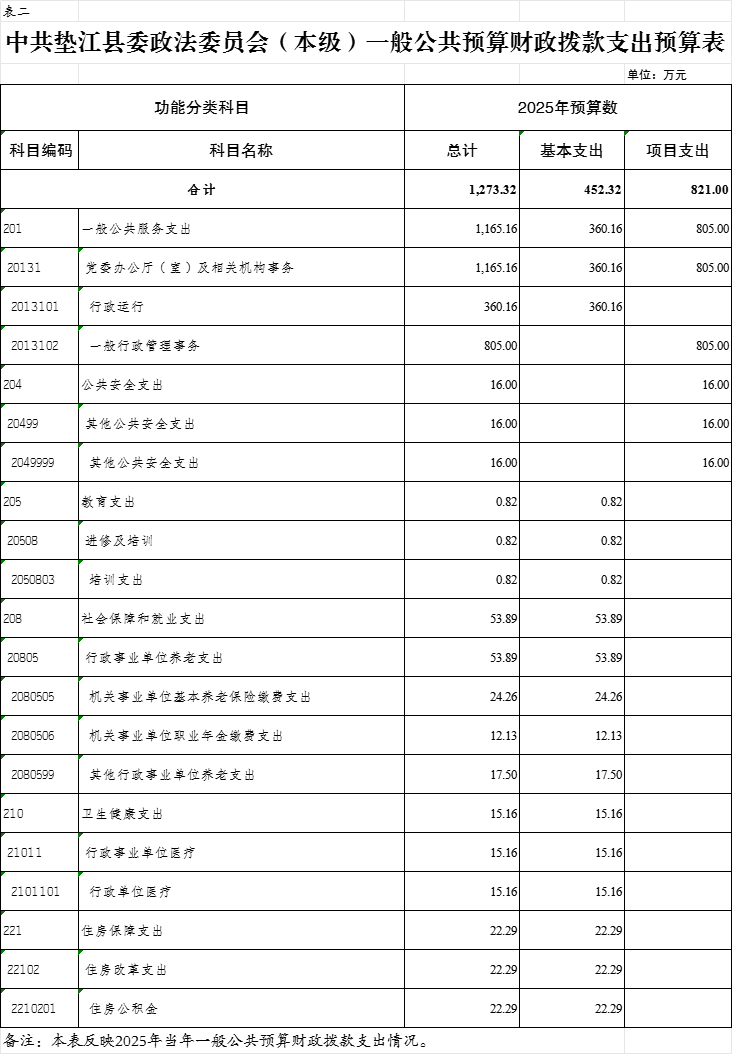 表二
中共垫江县委政法委员会（本级）一般公共预算财政拨款支出预算表
单位：万元
功能分类科目 2025年预算数
科目编码 科目名称 总计 基本支出 项目支出
合计 1,273.32 452.32 821.00
201 一般公共服务支出 1,165.16 360.16 805.00
20131 党委办公厅（室）及相关机构事务 1,165.16 360.16 805.00
2013101 行政运行 360.16 360.16
2013102 一般行政管理事务 805.00 805.00
204 公共安全支出 16.00 16.00
20499 其他公共安全支出 16.00 16.00
2049999 其他公共安全支出 16.00 16.00
205 教育支出 0.82 0.82
20508 进修及培训 0.82 0.82
2050803 培训支出 0.82 0.82
208 社会保障和就业支出 53.89 53.89
20805 行政事业单位养老支出 53.89 53.89
2080505 机关事业单位基本养老保险缴费支出 24.26 24.26
2080506 机关事业单位职业年金缴费支出 12.13 12.13
2080599 其他行政事业单位养老支出 17.50 17.50
210 卫生健康支出 15.16 15.16
21011 行政事业单位医疗 15.16 15.16
2101101 行政单位医疗 15.16 15.16
221 住房保障支出 22.29 22.29
22102 住房改革支出 22.29 22.29
2210201 住房公积金 22.29 22.29
备注：本表反映2025年当年一般公共预算财政拨款支出情况。